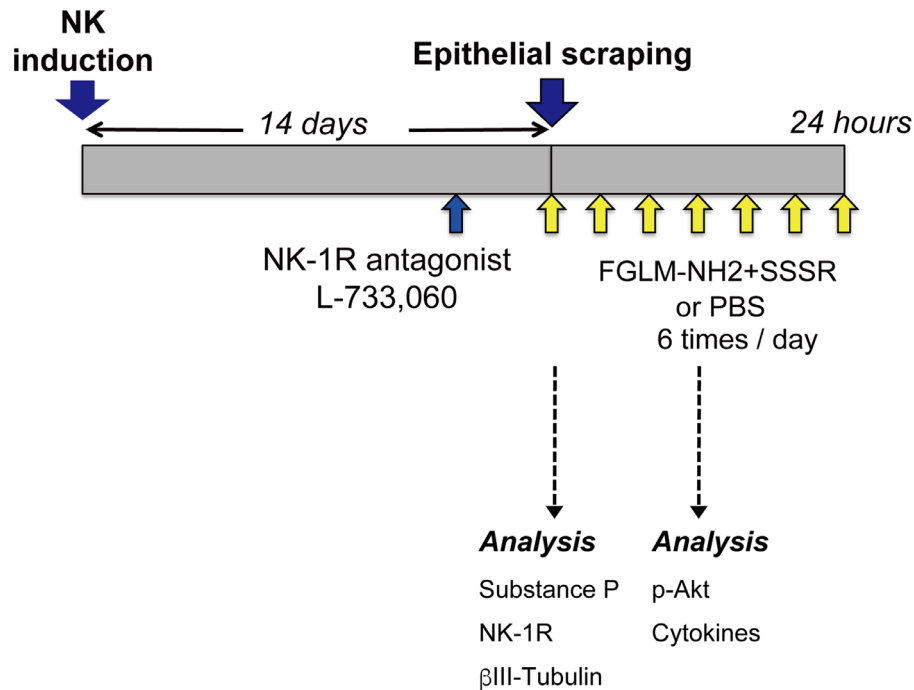 NK
induction
Epithelial scraping
14 days
24 hours
NK-1R antagonist
L-733,060
FGLM-NH2+SSSR
or PBS
6 times / day
Analysis
Substance P
NK-1R
βIII-Tubulin
Analysis
p-Akt
Cytokines